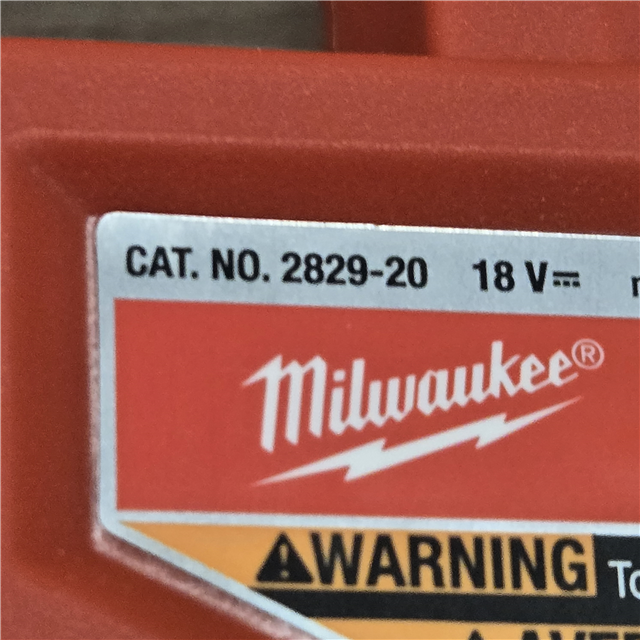 CAT. NO. 2829-20 18 V⎓
Milwaukee®
⚠WARNING